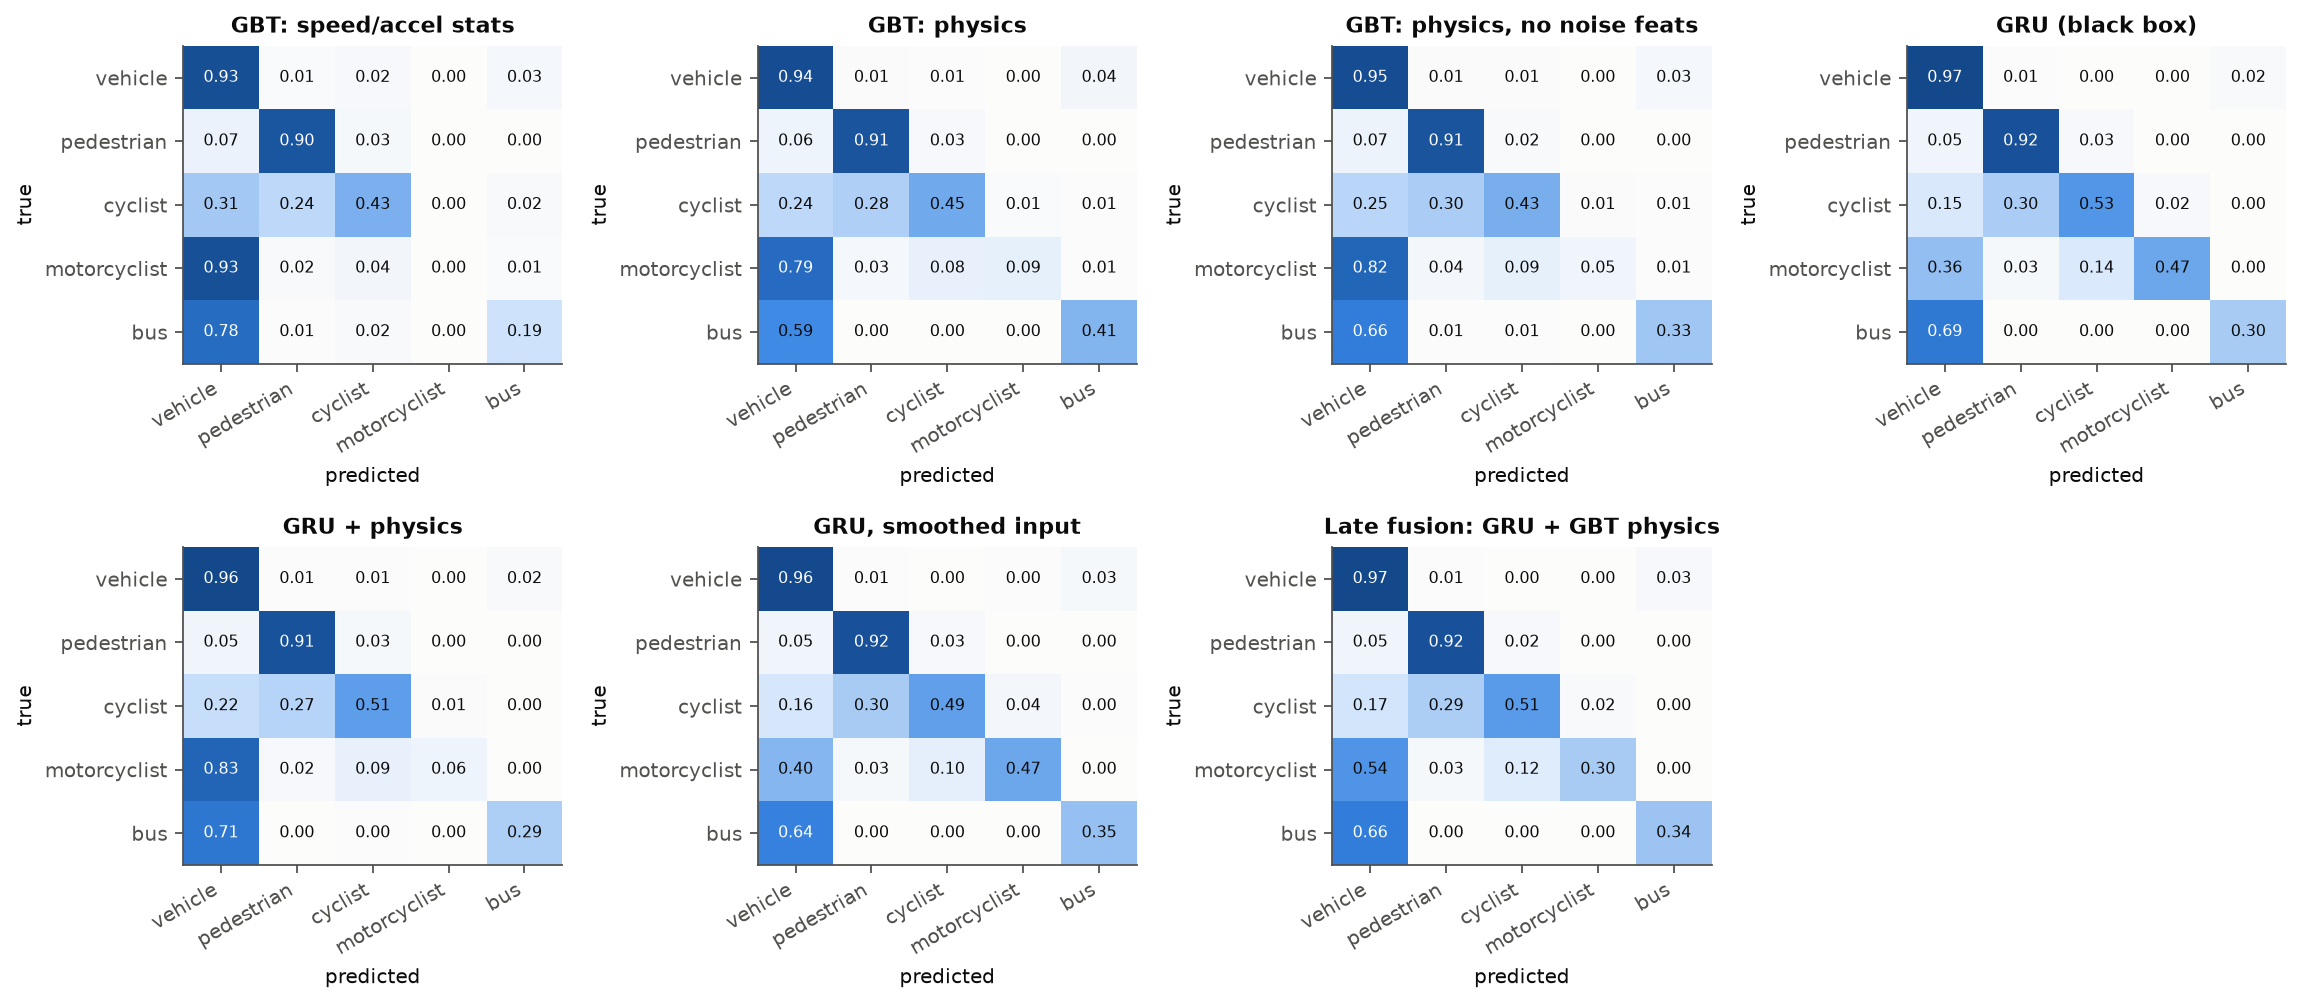 GBT: speed/accel stats
true
vehicle 0.93 0.01 0.02 0.00 0.03
pedestrian 0.07 0.90 0.03 0.00 0.00
cyclist 0.31 0.24 0.43 0.00 0.02
motorcyclist 0.93 0.02 0.04 0.00 0.01
bus 0.78 0.01 0.02 0.00 0.19
vehicle pedestrian cyclist motorcyclist bus
predicted
GBT: physics
true
vehicle 0.94 0.01 0.01 0.00 0.04
pedestrian 0.06 0.91 0.03 0.00 0.00
cyclist 0.24 0.28 0.45 0.01 0.01
motorcyclist 0.79 0.03 0.08 0.09 0.01
bus 0.59 0.00 0.00 0.00 0.41
vehicle pedestrian cyclist motorcyclist bus
predicted
GBT: physics, no noise feats
true
vehicle 0.95 0.01 0.01 0.00 0.03
pedestrian 0.07 0.91 0.02 0.00 0.00
cyclist 0.25 0.30 0.43 0.01 0.01
motorcyclist 0.82 0.04 0.09 0.05 0.01
bus 0.66 0.01 0.01 0.00 0.33
vehicle pedestrian cyclist motorcyclist bus
predicted
GRU (black box)
true
vehicle 0.97 0.01 0.00 0.00 0.02
pedestrian 0.05 0.92 0.03 0.00 0.00
cyclist 0.15 0.30 0.53 0.02 0.00
motorcyclist 0.36 0.03 0.14 0.47 0.00
bus 0.69 0.00 0.00 0.00 0.30
vehicle pedestrian cyclist motorcyclist bus
predicted
GRU + physics
true
vehicle 0.96 0.01 0.01 0.00 0.02
pedestrian 0.05 0.91 0.03 0.00 0.00
cyclist 0.22 0.27 0.51 0.01 0.00
motorcyclist 0.83 0.02 0.09 0.06 0.00
bus 0.71 0.00 0.00 0.00 0.29
vehicle pedestrian cyclist motorcyclist bus
predicted
GRU, smoothed input
true
vehicle 0.96 0.01 0.00 0.00 0.03
pedestrian 0.05 0.92 0.03 0.00 0.00
cyclist 0.16 0.30 0.49 0.04 0.00
motorcyclist 0.40 0.03 0.10 0.47 0.00
bus 0.64 0.00 0.00 0.00 0.35
vehicle pedestrian cyclist motorcyclist bus
predicted
Late fusion: GRU + GBT physics
true
vehicle 0.97 0.01 0.00 0.00 0.03
pedestrian 0.05 0.92 0.02 0.00 0.00
cyclist 0.17 0.29 0.51 0.02 0.00
motorcyclist 0.54 0.03 0.12 0.30 0.00
bus 0.66 0.00 0.00 0.00 0.34
vehicle pedestrian cyclist motorcyclist bus
predicted